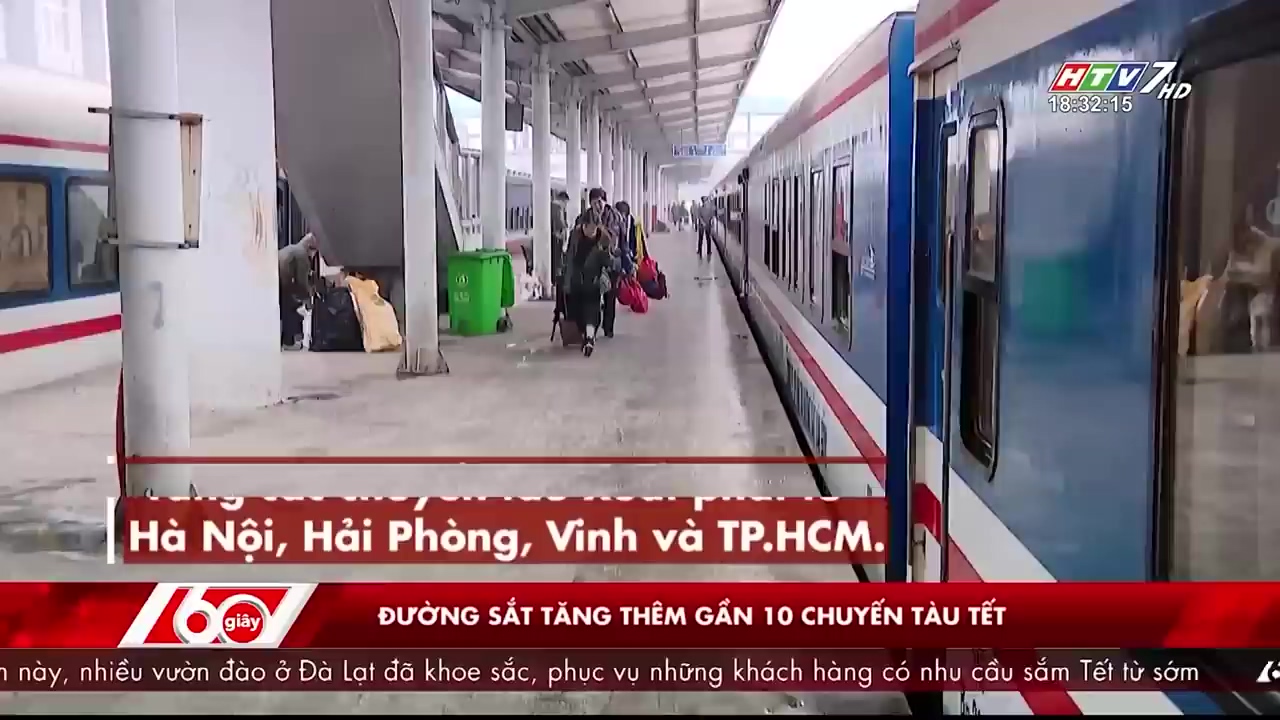 HTV7 HD
18:32:15
Hà Nội, Hải Phòng, Vinh và TP.HCM.
60 giây
ĐƯỜNG SẮT TĂNG THÊM GẦN 10 CHUYẾN TÀU TẾT
này, nhiều vườn đào ở Đà Lạt đã khoe sắc, phục vụ những khách hàng có nhu cầu sắm Tết từ sớm